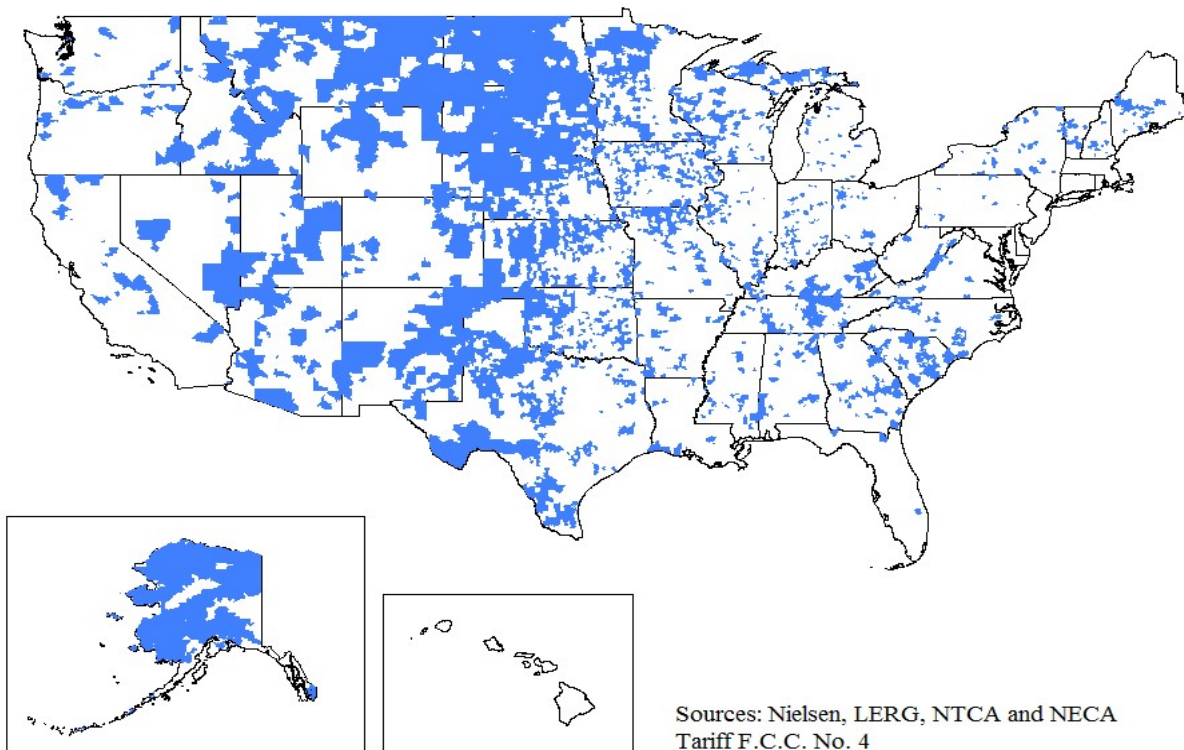 Sources: Nielsen, LERG, NTCA and NECA
Tariff F.C.C. No. 4